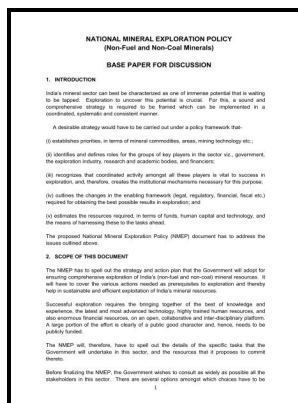 NATIONAL MINERAL EXPLORATION POLICY
(Non-Fuel and Non-Coal Minerals)
BASE PAPER FOR DISCUSSION
1. INTRODUCTION
India's mineral sector can best be characterized as one of immense potential that is waiting
to be tapped. Exploration to uncover this potential is crucial. For this, a sound and
comprehensive strategy is required to be framed which can be implemented in a
coordinated, systematic and consistent manner.
A desirable strategy would have to be carried out under a policy framework that-
(i) establishes priorities, in terms of mineral commodities, areas, mining technology etc.;
(ii) identifies and defines roles for the groups of key players in the sector viz., government,
the exploration industry, research and academic bodies, and financiers;
(iii) recognizes that coordinated activity amongst all these players is vital to success in
exploration, and, therefore, creates the institutional mechanisms necessary for this purpose;
(iv) outlines the changes in the enabling framework (legal, regulatory, financial, fiscal etc.)
required for obtaining the best possible results in exploration; and
(v) estimates the resources required, in terms of funds, human capital and technology, and
the means of harnessing these to the tasks ahead.
The proposed National Mineral Exploration Policy (NMEP) document has to address the
issues outlined above.
2. SCOPE OF THIS DOCUMENT
The NMEP has to spell out the strategy and action plan that the Government will adopt for
ensuring comprehensive exploration of India's (non-fuel and non-coal) mineral resources. It
will have to cover the various actions needed as prerequisites to exploration and thereby
help in sustainable and efficient exploitation of India's mineral resources.
Successful exploration requires the bringing together of the best of knowledge and
experience, the latest and most advanced technology, highly trained human resources, and
also enormous financial resources, on an open, collaborative and inter-disciplinary platform.
A large portion of the effort is clearly of a public good character and, hence, needs to be
publicly funded.
The NMEP will, therefore, have to spell out the details of the specific tasks that the
Government will undertake in this sector, and the resources that it proposes to commit
thereto.
Before finalizing the NMEP, the Government wishes to consult as widely as possible all the
stakeholders in this sector. There are several options amongst which choices have to be
1